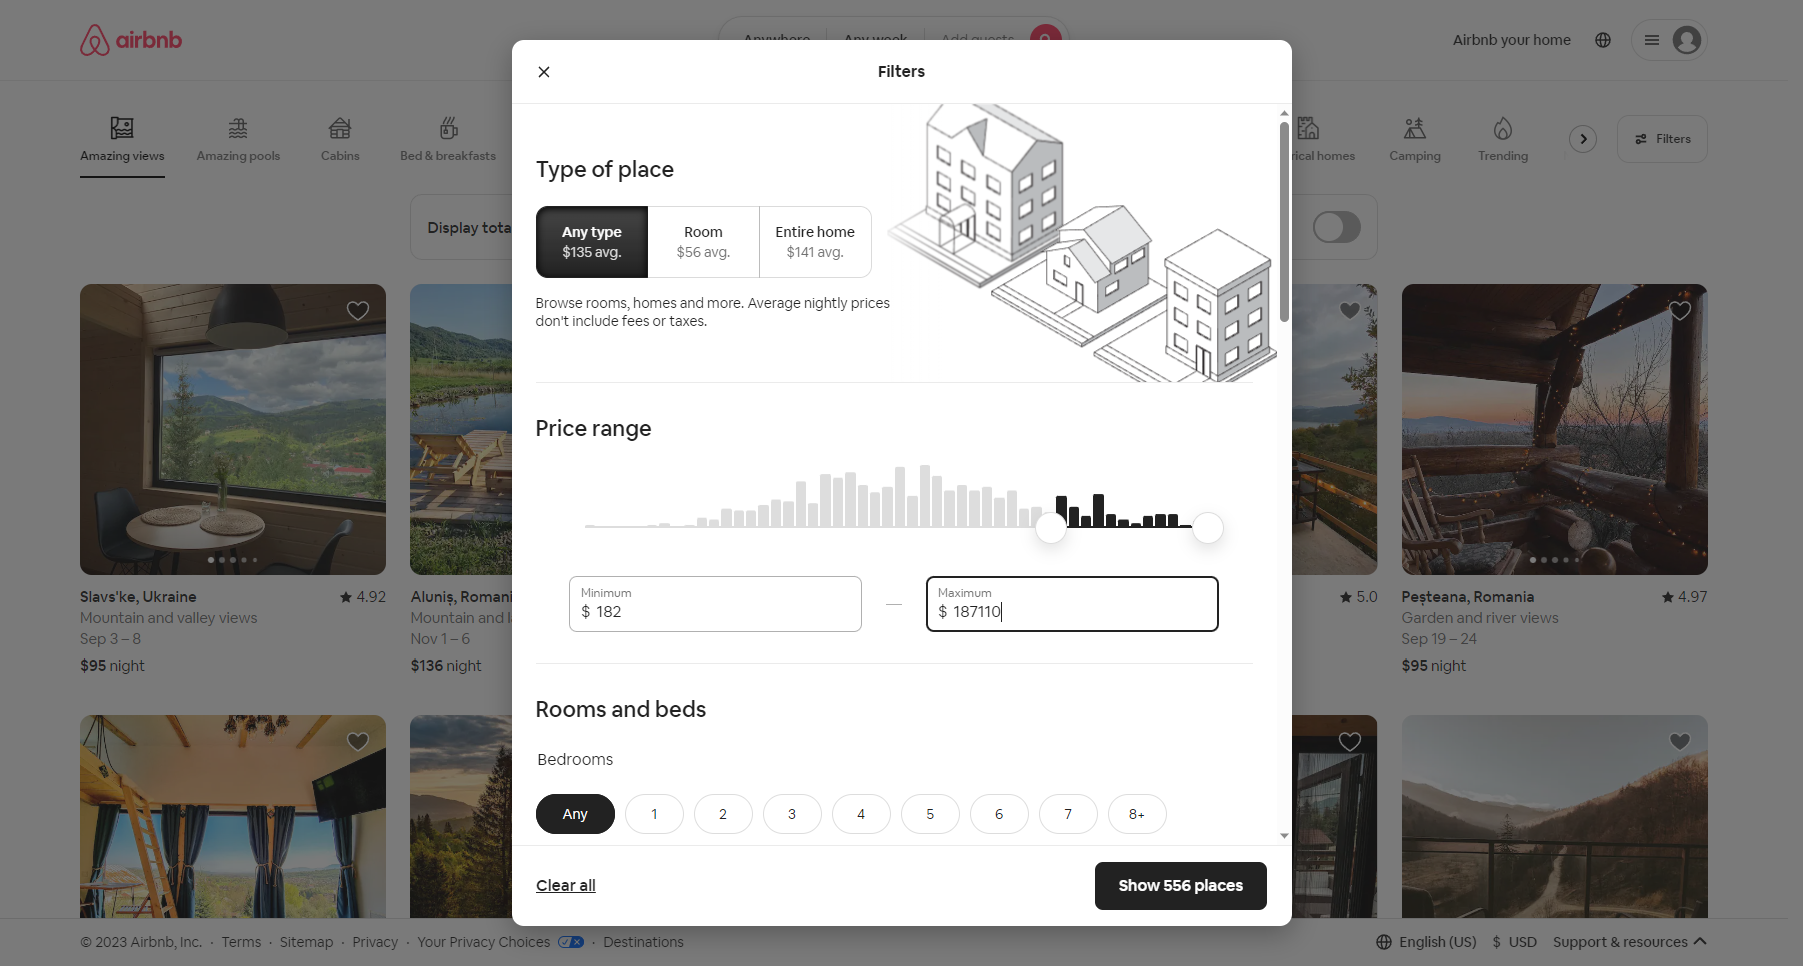 airbnb
Anywhere
Any week
Add guests
Airbnb your home
Filters
Amazing views
Amazing pools
Cabins
Bed & breakfasts
rical homes
Camping
Trending
Filters
Display tota
Type of place
Any type
$135 avg.
Room
$56 avg.
Entire home
$141 avg.
Browse rooms, homes and more. Average nightly prices
don't include fees or taxes.
Price range
Minimum
$ 182
Maximum
$ 187110
Rooms and beds
Bedrooms
Any
1
2
3
4
5
6
7
8+
Clear all
Show 556 places
Slavs'ke, Ukraine
4.92
Mountain and valley views
Sep 3 – 8
$95 night
Aluniș, Romani
Mountain and l
Nov 1 – 6
$136 night
5.0
Peșteana, Romania
4.97
Garden and river views
Sep 19 – 24
$95 night
© 2023 Airbnb, Inc. · Terms · Sitemap · Privacy · Your Privacy Choices · Destinations
English (US)
$ USD
Support & resources